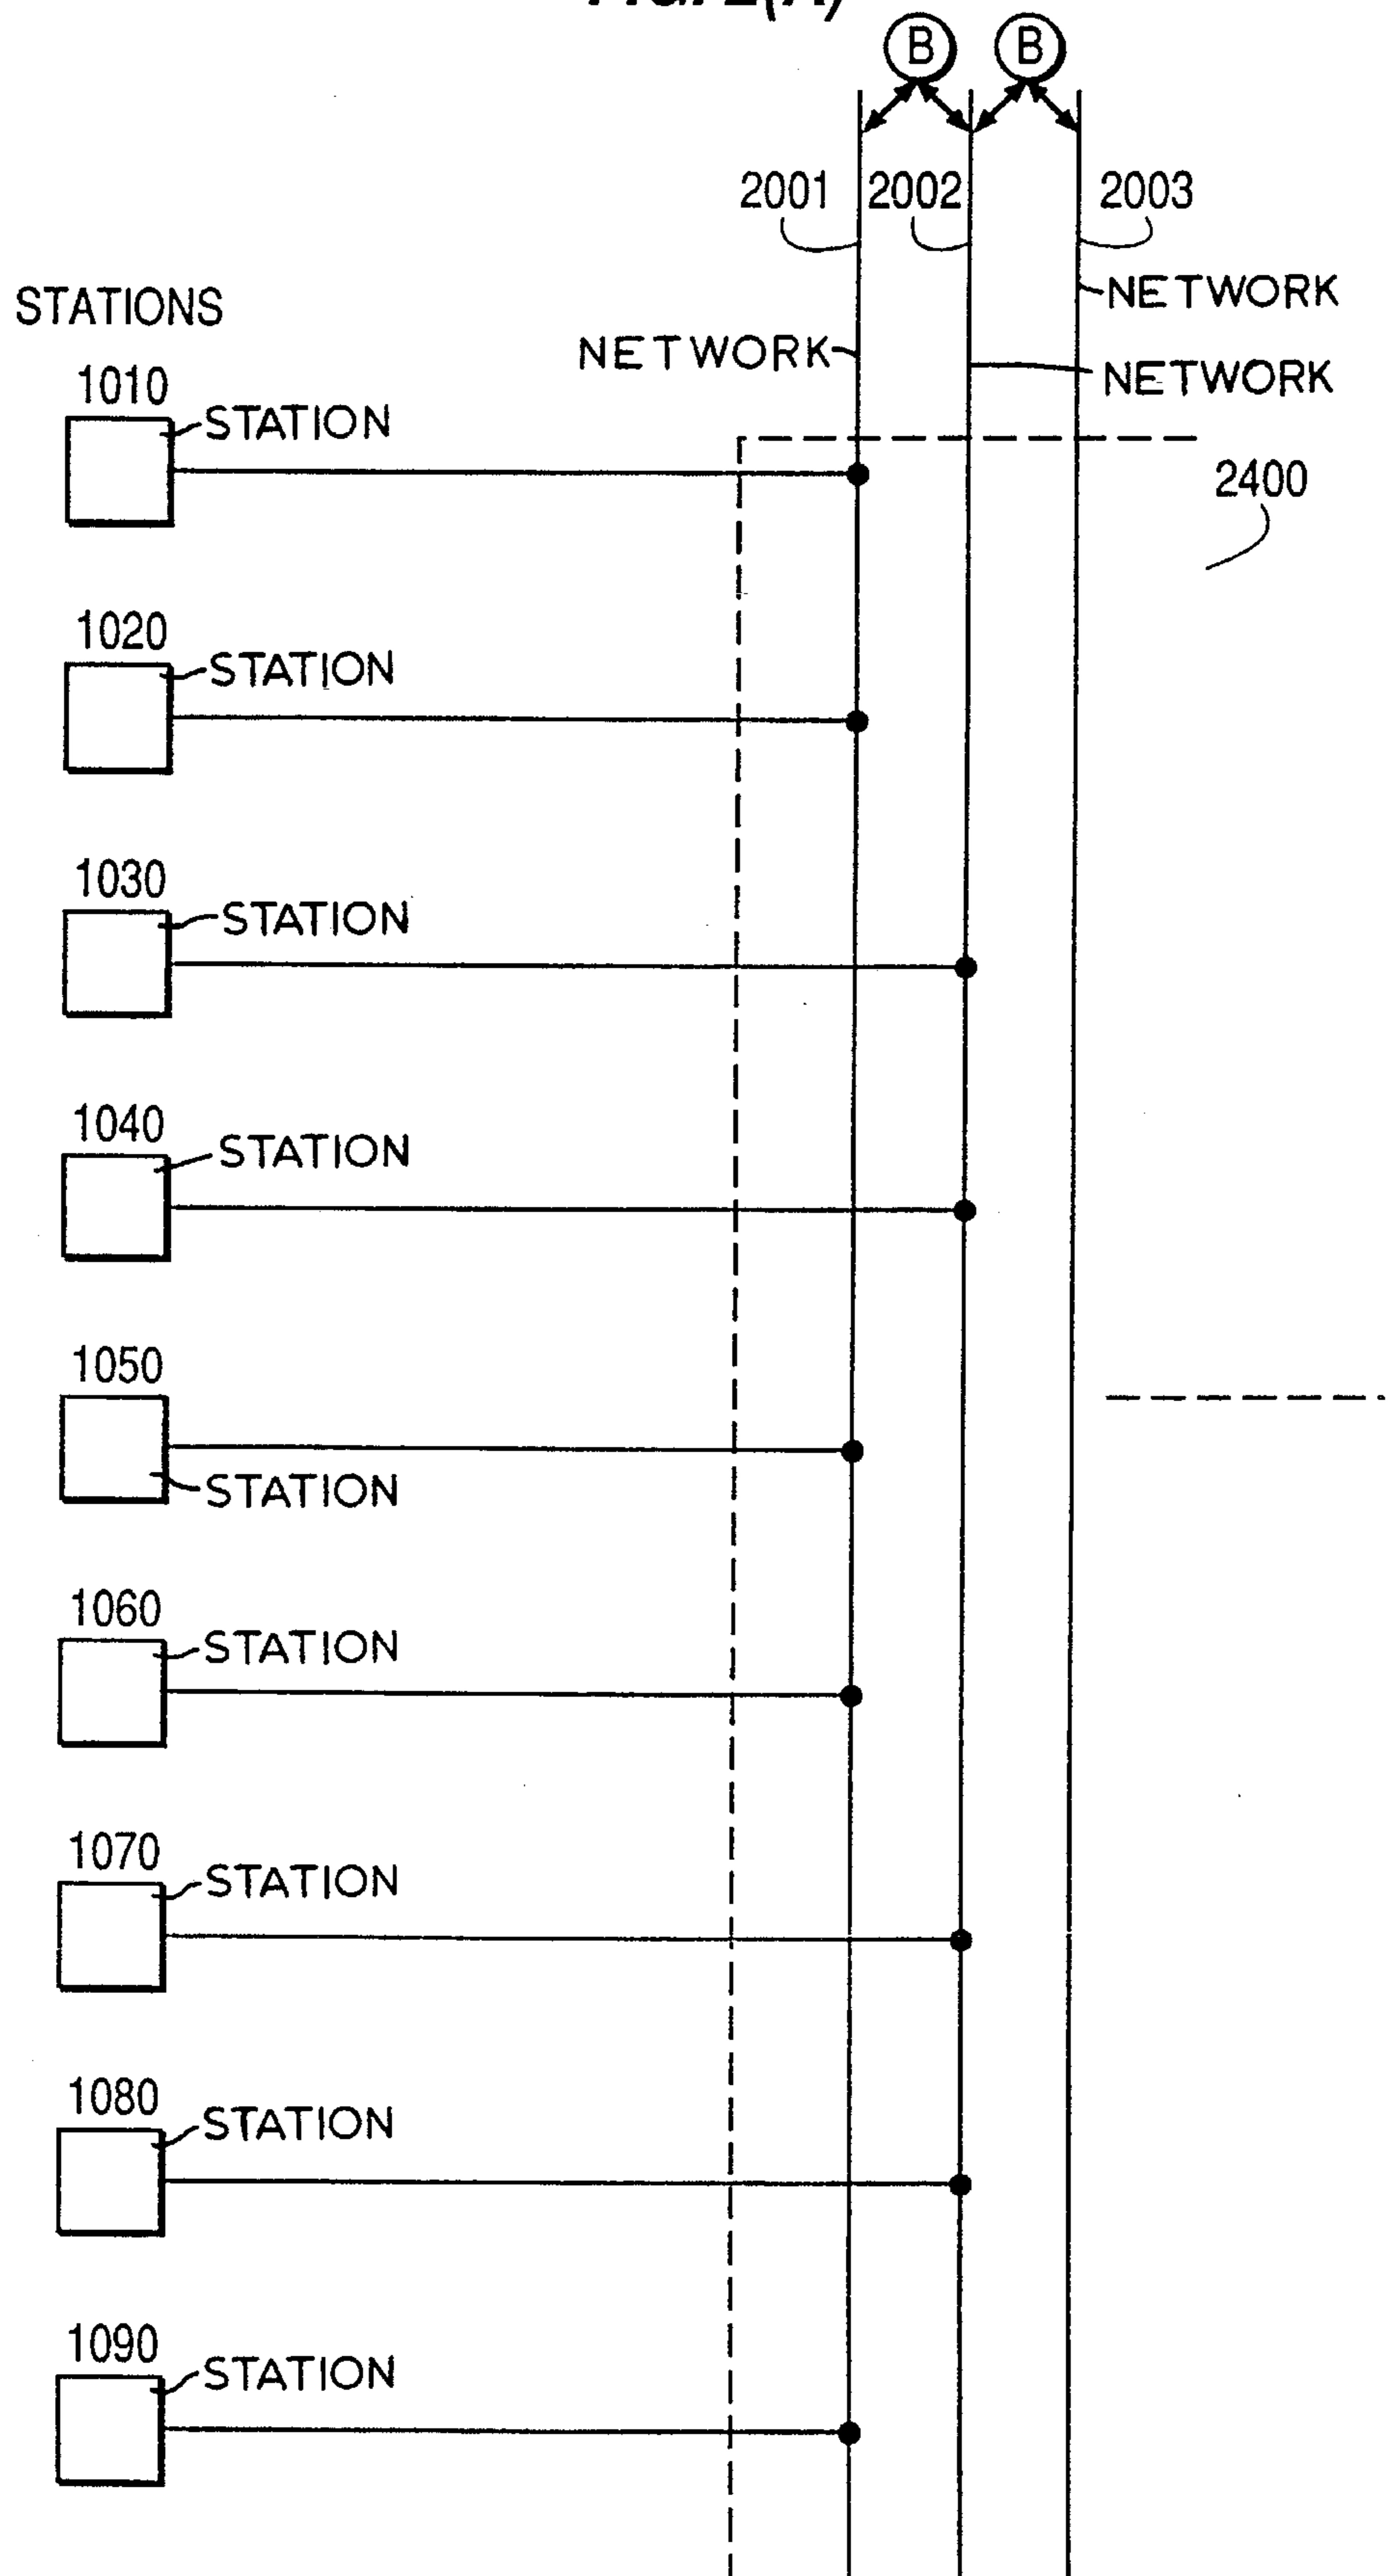 B B
2001 2002 2003
NETWORK
STATIONS
NETWORK
NETWORK
1010
STATION
2400
1020
STATION
1030
STATION
1040
STATION
1050
STATION
1060
STATION
1070
STATION
1080
STATION
1090
STATION